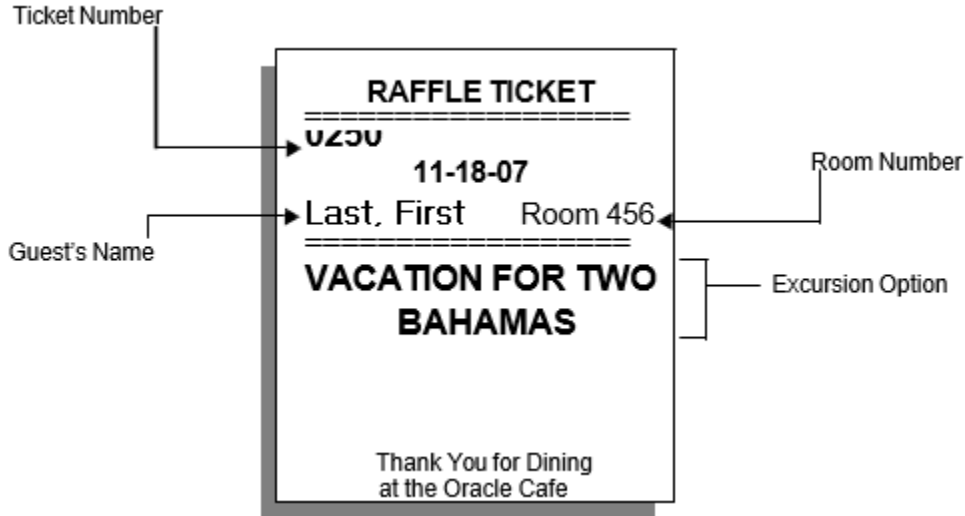 Ticket Number
RAFFLE TICKET
==================
0250
11-18-07
Room Number
Last, First Room 456
Guest's Name
==================
VACATION FOR TWO
BAHAMAS
Excursion Option
Thank You for Dining
at the Oracle Cafe